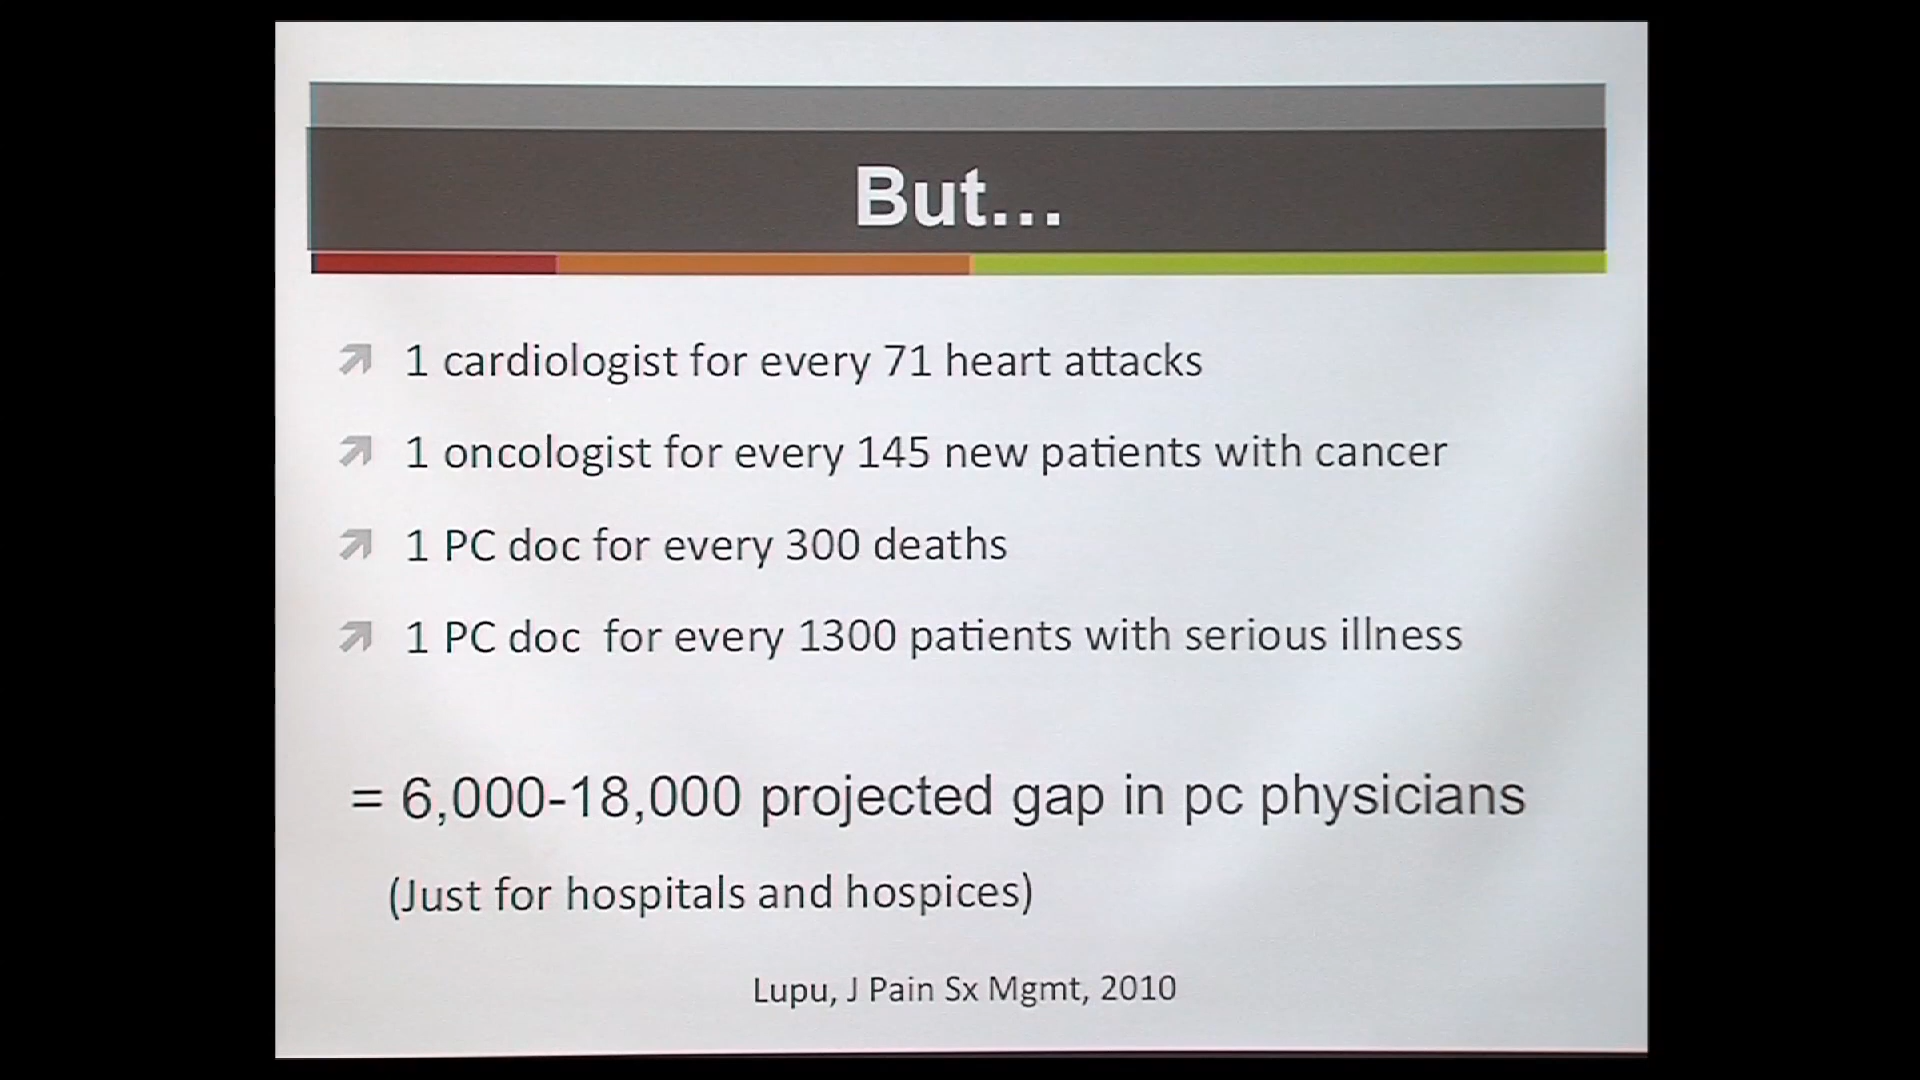 But...
1 cardiologist for every 71 heart attacks
1 oncologist for every 145 new patients with cancer
1 PC doc for every 300 deaths
1 PC doc for every 1300 patients with serious illness
= 6,000-18,000 projected gap in pc physicians
(Just for hospitals and hospices)
Lupu, J Pain Sx Mgmt, 2010